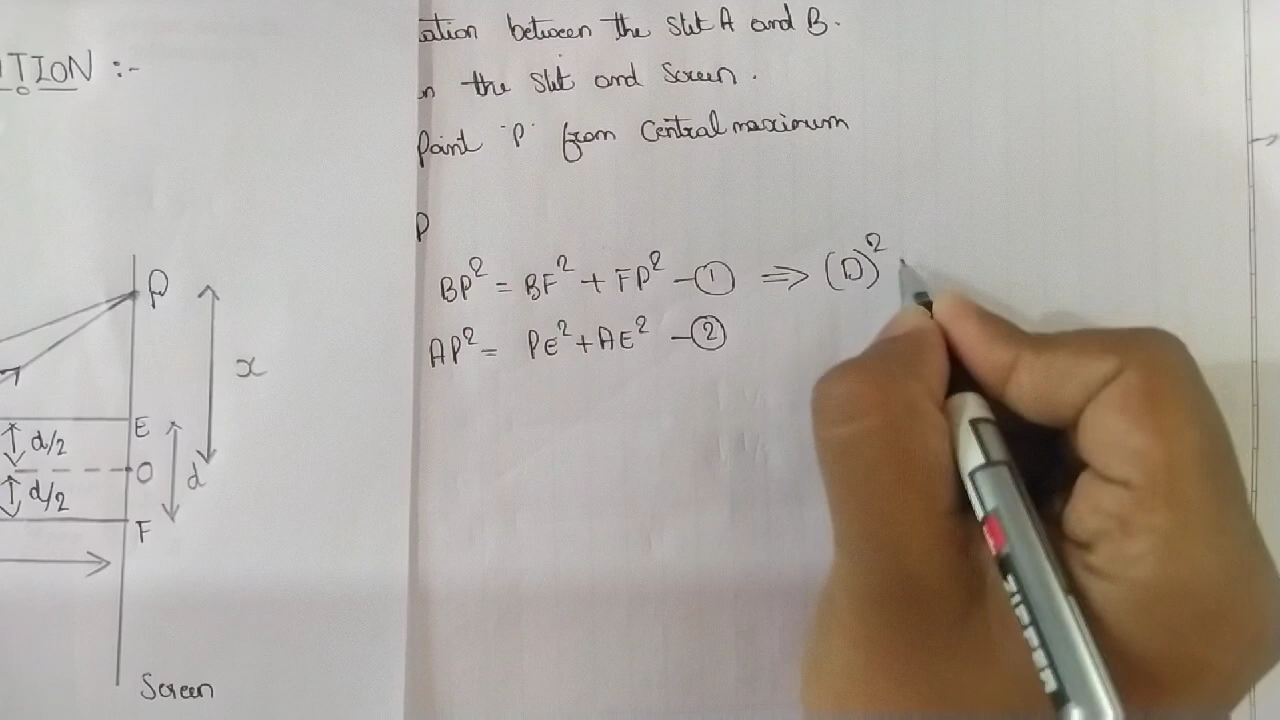 TION :-
ation between the slit A and B.
n the slit and Screen.
Point "P" from Central maximum
P
BP² = BF² + FP² - ① ⇒ (D)²
AP² = PE² + AE² - ②
P
x
E
d/2
O
d
d/2
F
Screen
ZIPPER